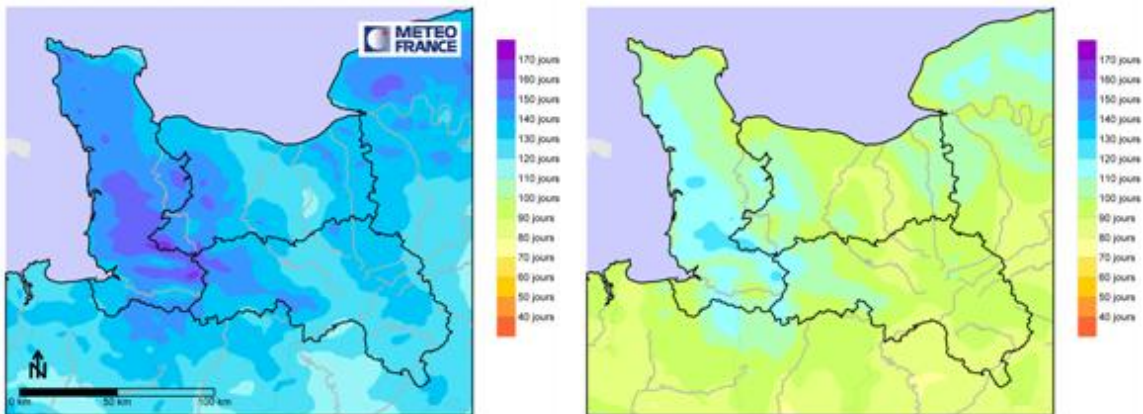 METEO
FRANCE
170 jours
160 jours
150 jours
140 jours
130 jours
120 jours
110 jours
100 jours
90 jours
80 jours
70 jours
60 jours
50 jours
40 jours
N
0 km
50 km
100 km
170 jours
160 jours
150 jours
140 jours
130 jours
120 jours
110 jours
100 jours
90 jours
80 jours
70 jours
60 jours
50 jours
40 jours